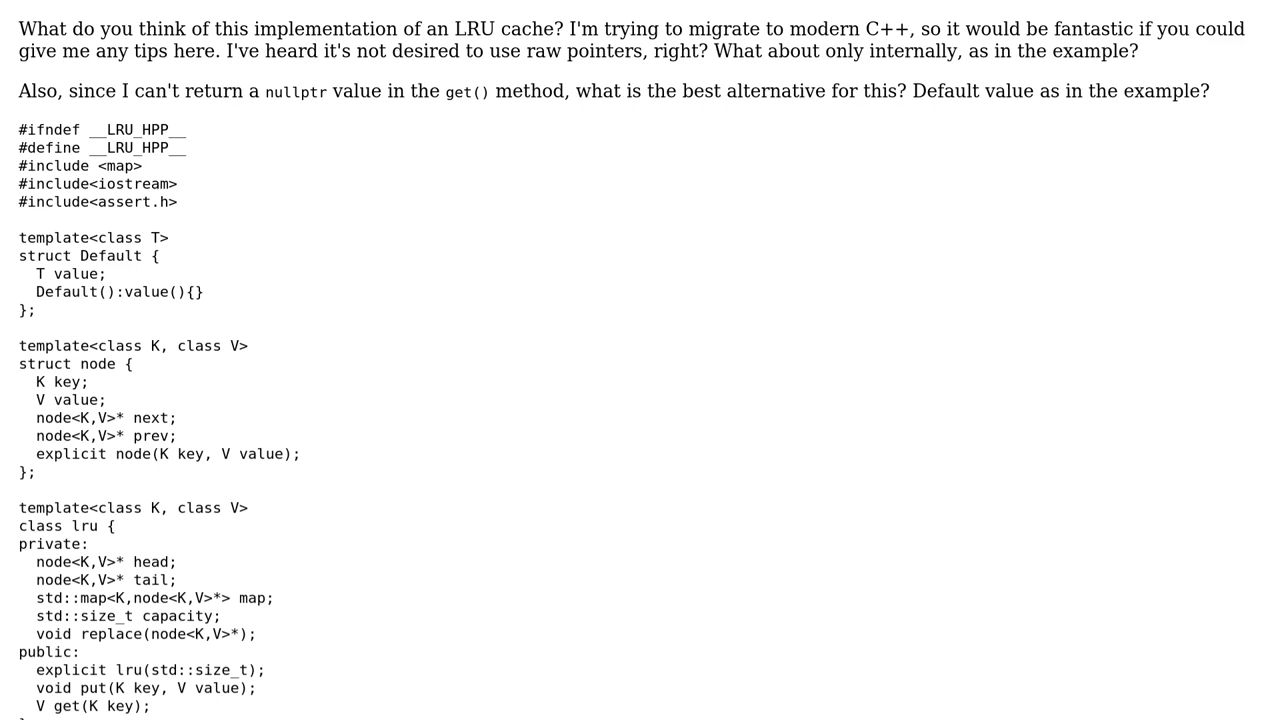 What do you think of this implementation of an LRU cache? I'm trying to migrate to modern C++, so it would be fantastic if you could
give me any tips here. I've heard it's not desired to use raw pointers, right? What about only internally, as in the example?
Also, since I can't return a nullptr value in the get() method, what is the best alternative for this? Default value as in the example?
#ifndef __LRU_HPP__
#define __LRU_HPP__
#include <map>
#include<iostream>
#include<assert.h>
template<class T>
struct Default {
  T value;
  Default():value(){}
};
template<class K, class V>
struct node {
  K key;
  V value;
  node<K,V>* next;
  node<K,V>* prev;
  explicit node(K key, V value);
};
template<class K, class V>
class lru {
private:
  node<K,V>* head;
  node<K,V>* tail;
  std::map<K,node<K,V>*> map;
  std::size_t capacity;
  void replace(node<K,V>*);
public:
  explicit lru(std::size_t);
  void put(K key, V value);
  V get(K key);